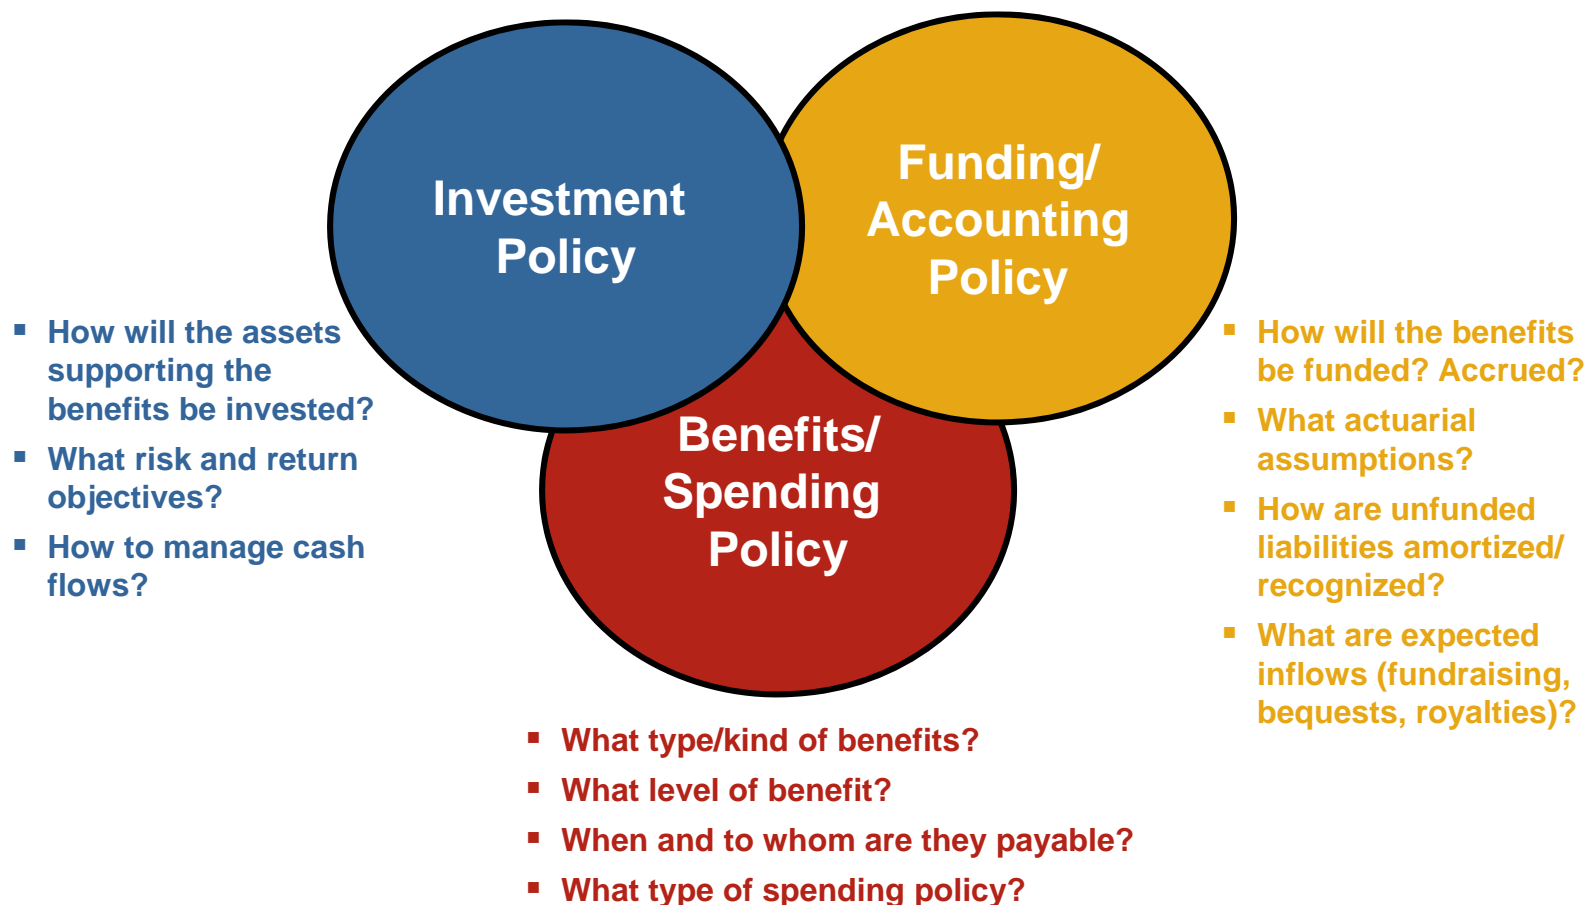 Investment
Policy
Funding/
Accounting
Policy
Benefits/
Spending
Policy
▪ How will the assets
supporting the
benefits be invested?
▪ What risk and return
objectives?
▪ How to manage cash
flows?
▪ How will the benefits
be funded? Accrued?
▪ What actuarial
assumptions?
▪ How are unfunded
liabilities amortized/
recognized?
▪ What are expected
inflows (fundraising,
bequests, royalties)?
▪ What type/kind of benefits?
▪ What level of benefit?
▪ When and to whom are they payable?
▪ What type of spending policy?